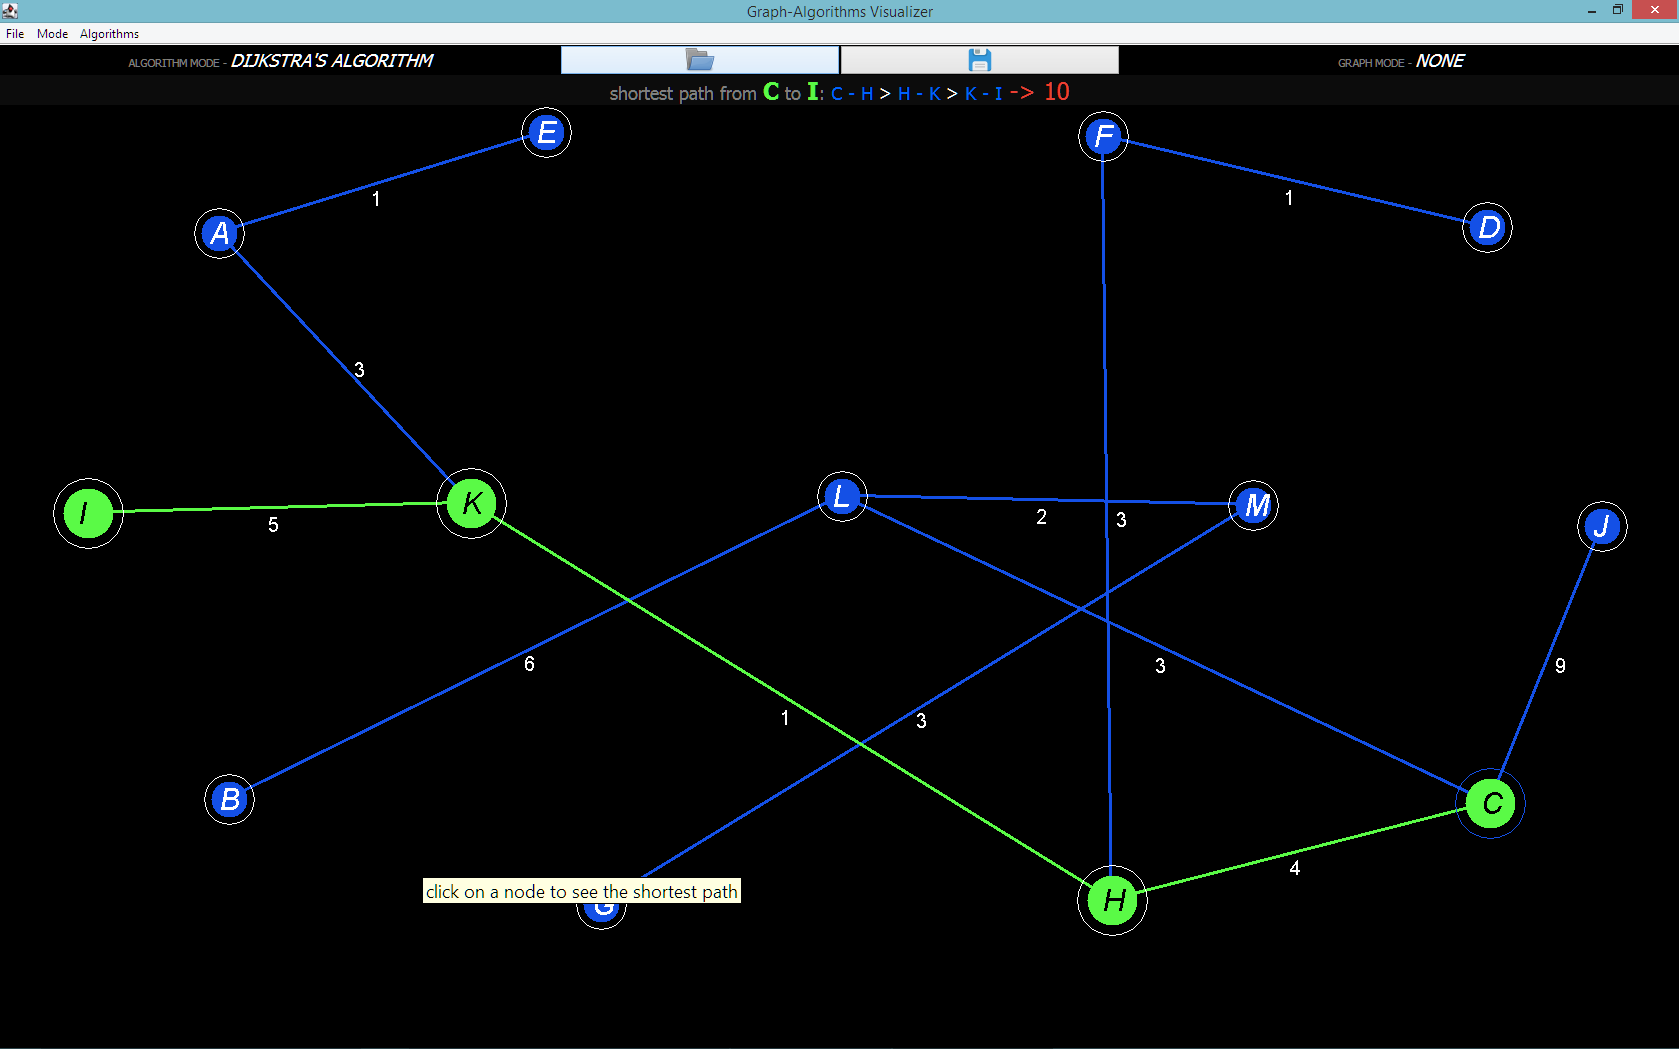 Graph-Algorithms Visualizer
File Mode Algorithms
ALGORITHM MODE - DIJKSTRA'S ALGORITHM
GRAPH MODE - NONE
shortest path from C to I: C - H > H - K > K - I -> 10
E
F
1
1
A
D
3
I
K
L
M
J
5
2
3
6
3
9
1
3
B
C
4
click on a node to see the shortest path
G
H